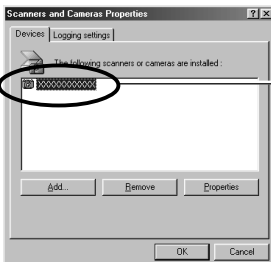 Scanners and Cameras Properties
Devices
Logging settings
The following scanners or cameras are installed :
XXXXXXXXXXX
Add...
Remove
Properties
OK
Cancel